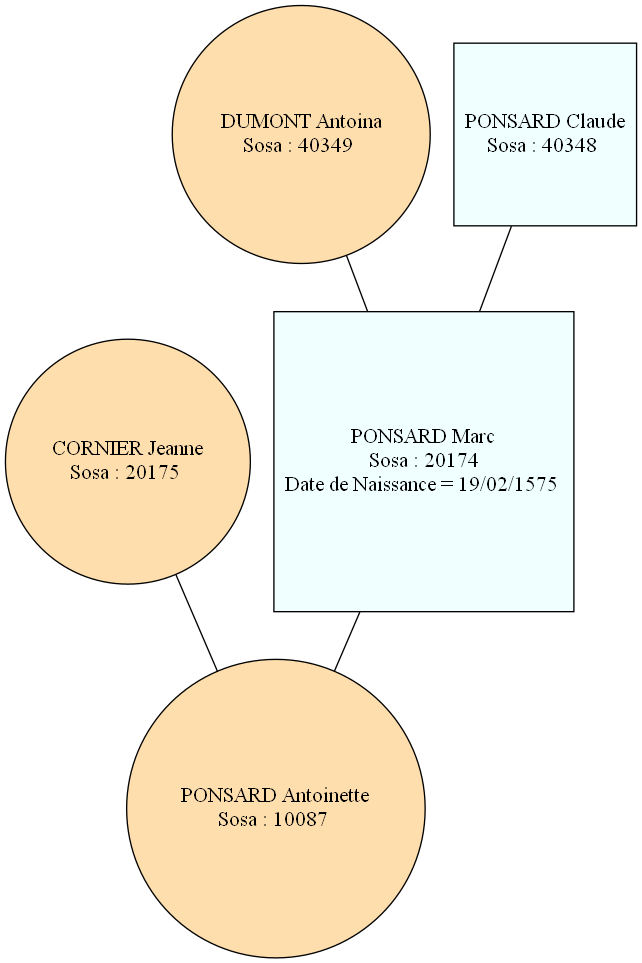 DUMONT Antoina
Sosa : 40349
PONSARD Claude
Sosa : 40348
PONSARD Marc
Sosa : 20174
Date de Naissance = 19/02/1575
CORNIER Jeanne
Sosa : 20175
PONSARD Antoinette
Sosa : 10087